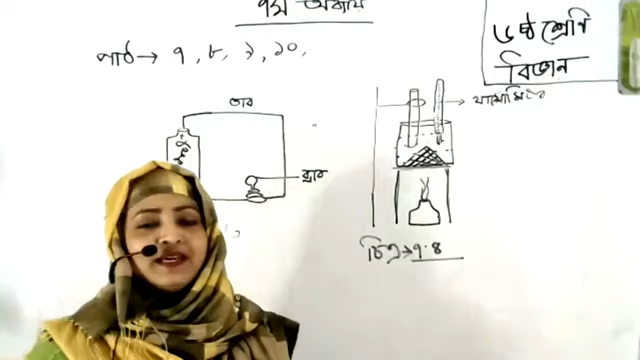 ৭ম অধ্যায়
৬ষ্ঠ শ্রেণি
বিজ্ঞান
পাঠ → ৭, ৮, ৯, ১০,
তার
থার্মোমিটার
চিত্র → ৭.৪